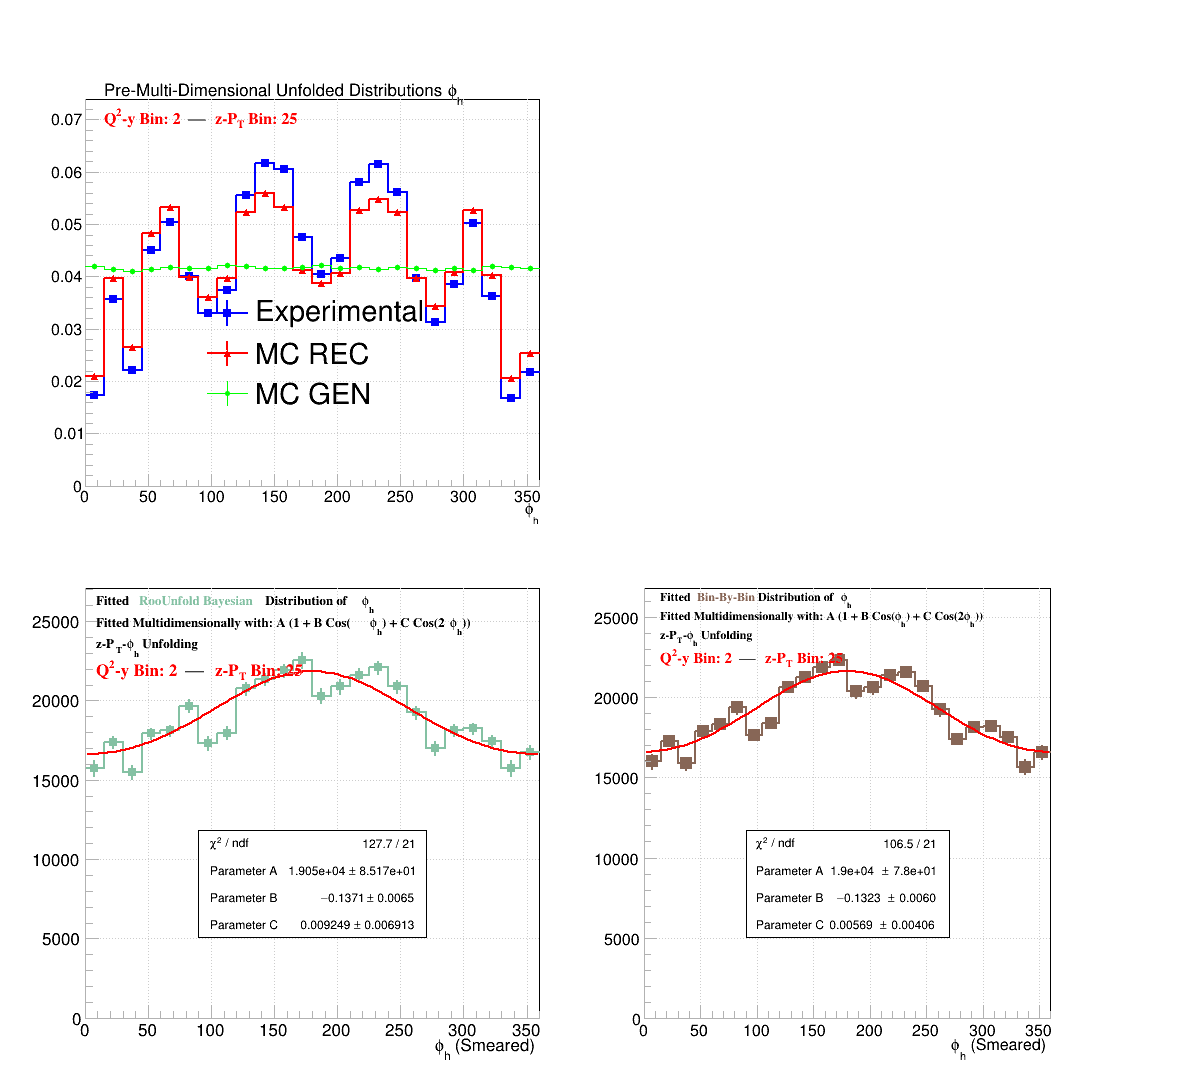 Pre-Multi-Dimensional Unfolded Distributions ϕ_h
Q²-y Bin: 2 — z-P_T Bin: 25
0.07
0.06
0.05
0.04
0.03
0.02
0.01
0
Experimental
MC REC
MC GEN
0 50 100 150 200 250 300 350
ϕ_h
Fitted RooUnfold Bayesian Distribution of ϕ_h
Fitted Multidimensionally with: A (1 + B Cos( ϕ_h) + C Cos(2 ϕ_h))
z-P_T-ϕ_h Unfolding
Q²-y Bin: 2 — z-P_T Bin: 25
25000
20000
15000
10000
5000
0
χ² / ndf 127.7 / 21
Parameter A 1.905e+04 ± 8.517e+01
Parameter B −0.1371 ± 0.0065
Parameter C 0.009249 ± 0.006913
0 50 100 150 200 250 300 350
ϕ_h (Smeared)
Fitted Bin-By-Bin Distribution of ϕ_h
Fitted Multidimensionally with: A (1 + B Cos(ϕ_h) + C Cos(2ϕ_h))
z-P_T-ϕ_h Unfolding
Q²-y Bin: 2 — z-P_T Bin: 25
25000
20000
15000
10000
5000
0
χ² / ndf 106.5 / 21
Parameter A 1.9e+04 ± 7.8e+01
Parameter B −0.1323 ± 0.0060
Parameter C 0.00569 ± 0.00406
0 50 100 150 200 250 300 350
ϕ_h (Smeared)